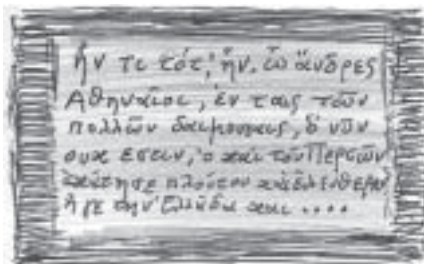 ἦν τι τότ', ἦν, ὦ ἄνδρες
Ἀθηναῖοι, ἐν ταῖς τῶν
πολλῶν διανοίαις, ὃ νῦν
οὐκ ἔστιν, ὃ καὶ τοῦ Περσῶν
ἐκράτησε πλούτου καὶ ἐλευθέραν
ἦγε τὴν Ἑλλάδα και ....